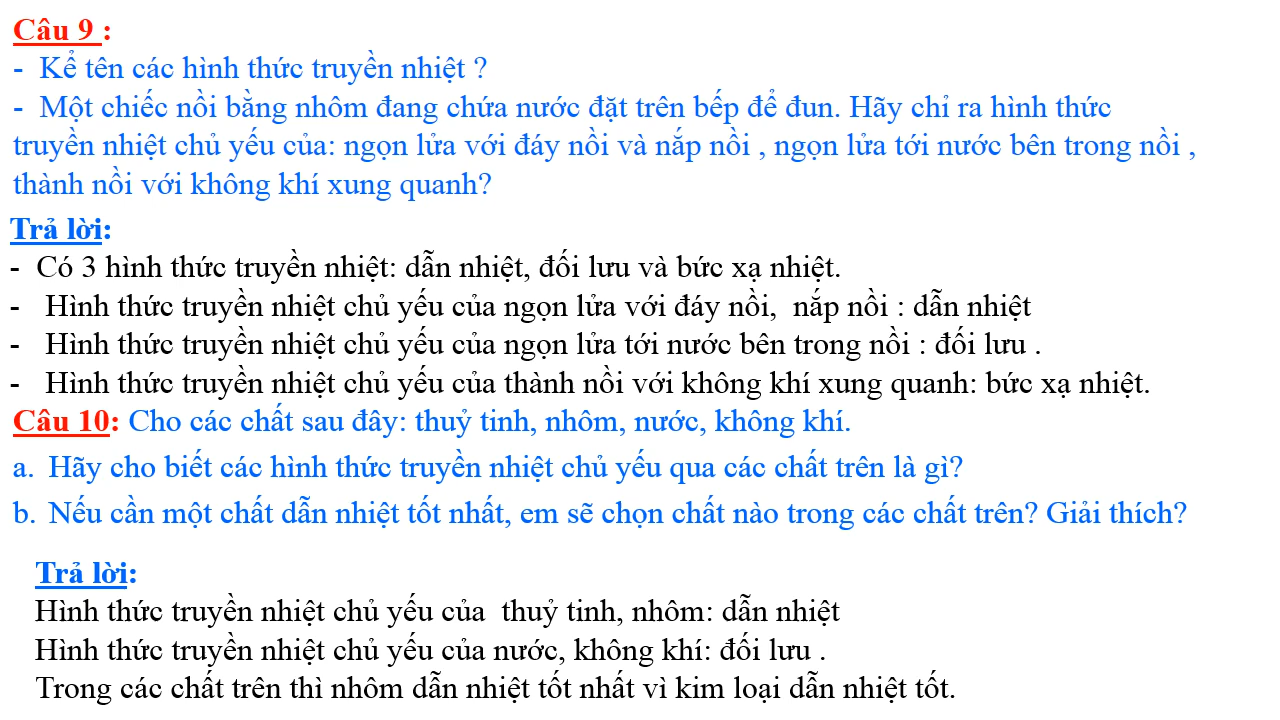 Câu 9 :
- Kể tên các hình thức truyền nhiệt ?
- Một chiếc nồi bằng nhôm đang chứa nước đặt trên bếp để đun. Hãy chỉ ra hình thức
truyền nhiệt chủ yếu của: ngọn lửa với đáy nồi và nắp nồi , ngọn lửa tới nước bên trong nồi ,
thành nồi với không khí xung quanh?
Trả lời:
- Có 3 hình thức truyền nhiệt: dẫn nhiệt, đối lưu và bức xạ nhiệt.
- Hình thức truyền nhiệt chủ yếu của ngọn lửa với đáy nồi, nắp nồi : dẫn nhiệt
- Hình thức truyền nhiệt chủ yếu của ngọn lửa tới nước bên trong nồi : đối lưu .
- Hình thức truyền nhiệt chủ yếu của thành nồi với không khí xung quanh: bức xạ nhiệt.
Câu 10: Cho các chất sau đây: thuỷ tinh, nhôm, nước, không khí.
a. Hãy cho biết các hình thức truyền nhiệt chủ yếu qua các chất trên là gì?
b. Nếu cần một chất dẫn nhiệt tốt nhất, em sẽ chọn chất nào trong các chất trên? Giải thích?
Trả lời:
Hình thức truyền nhiệt chủ yếu của thuỷ tinh, nhôm: dẫn nhiệt
Hình thức truyền nhiệt chủ yếu của nước, không khí: đối lưu .
Trong các chất trên thì nhôm dẫn nhiệt tốt nhất vì kim loại dẫn nhiệt tốt.